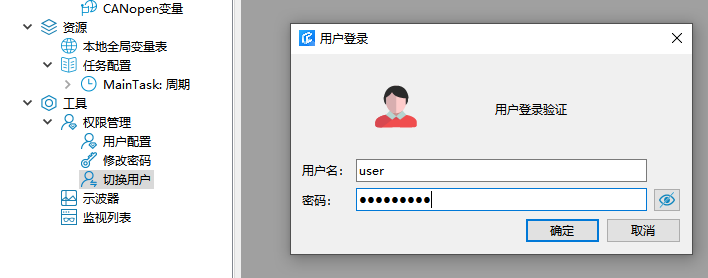 CANopen变量
资源
本地全局变量表
任务配置
MainTask: 周期
工具
权限管理
用户配置
修改密码
切换用户
示波器
监视列表
用户登录
用户登录验证
用户名：
user
密码：
●●●●●●●●●
确定
取消